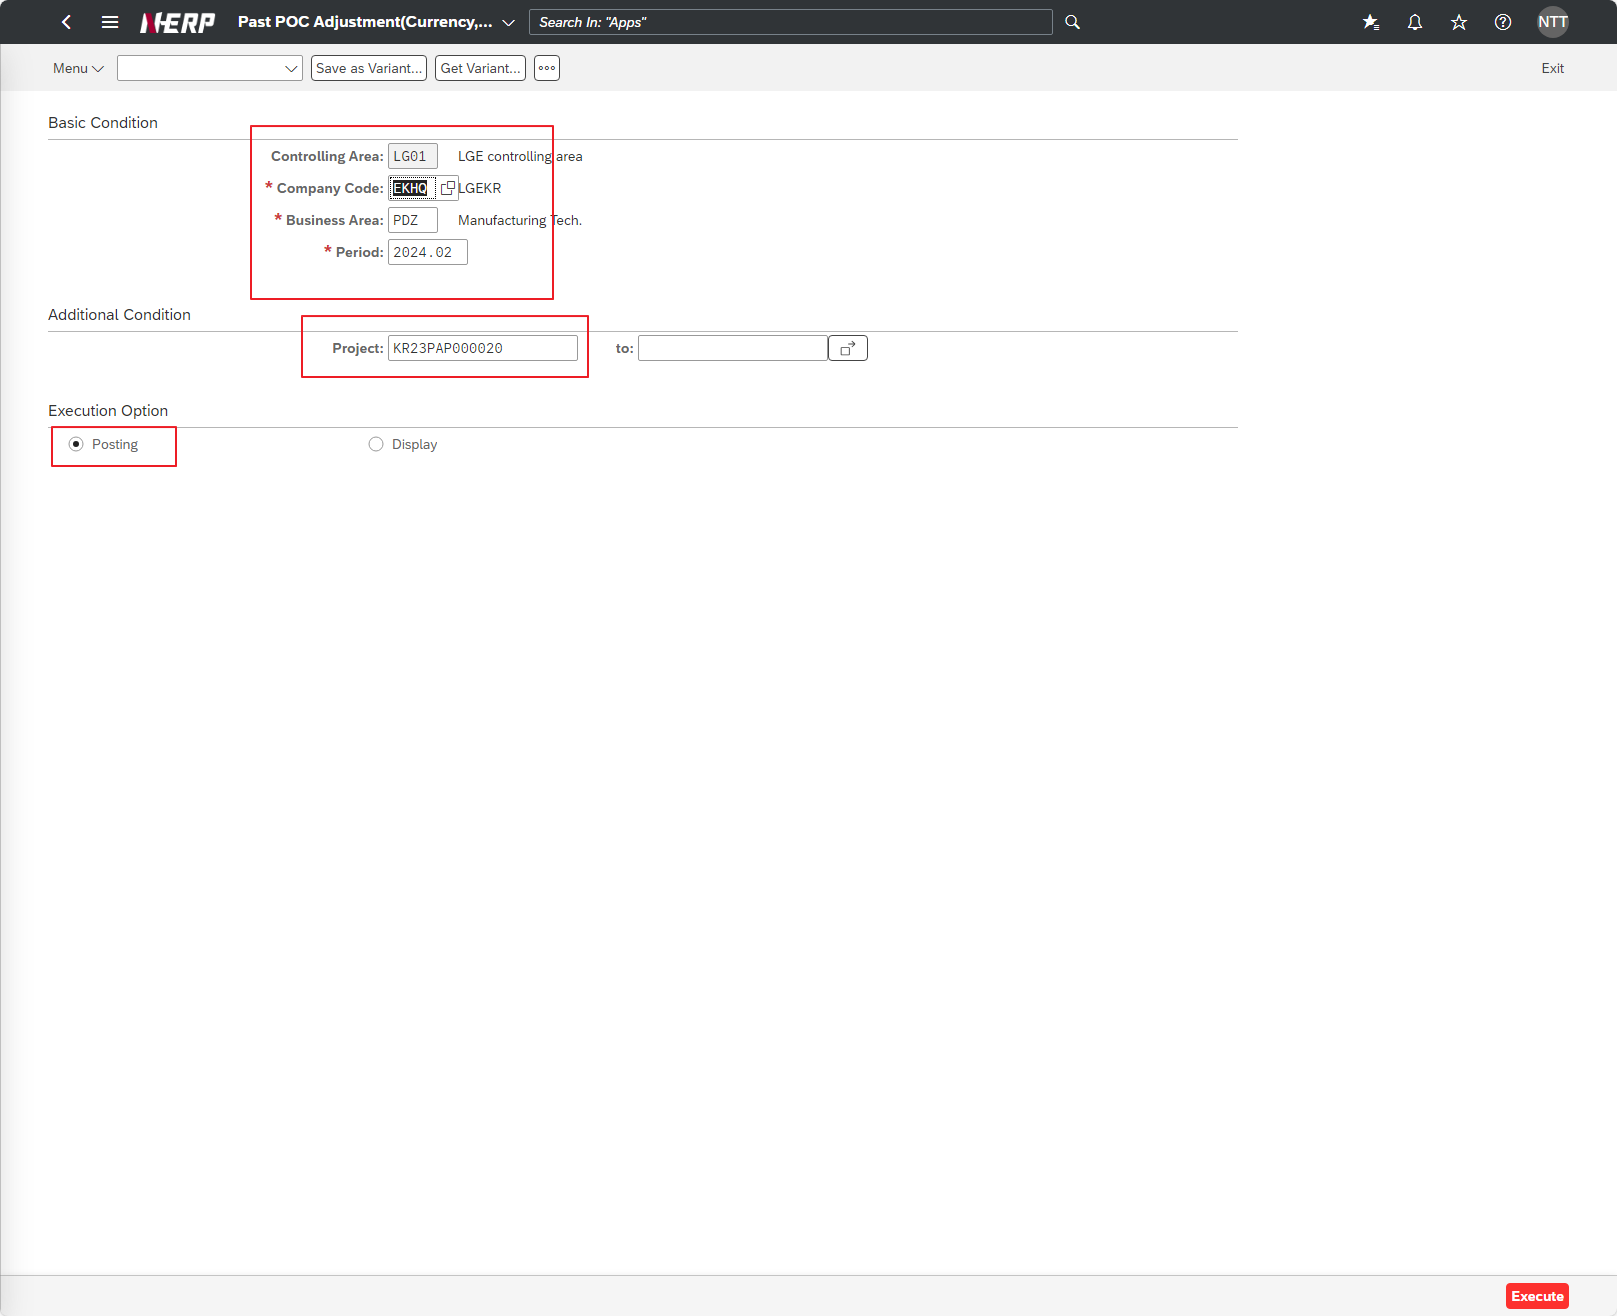 NERP Past POC Adjustment(Currency,... Search In: "Apps" NTT
Menu Save as Variant... Get Variant... Exit
Basic Condition
Controlling Area: LG01 LGE controlling area
* Company Code: EKHQ LGEKR
* Business Area: PDZ Manufacturing Tech.
* Period: 2024.02
Additional Condition
Project: KR23PAP000020 to:
Execution Option
Posting Display
Execute